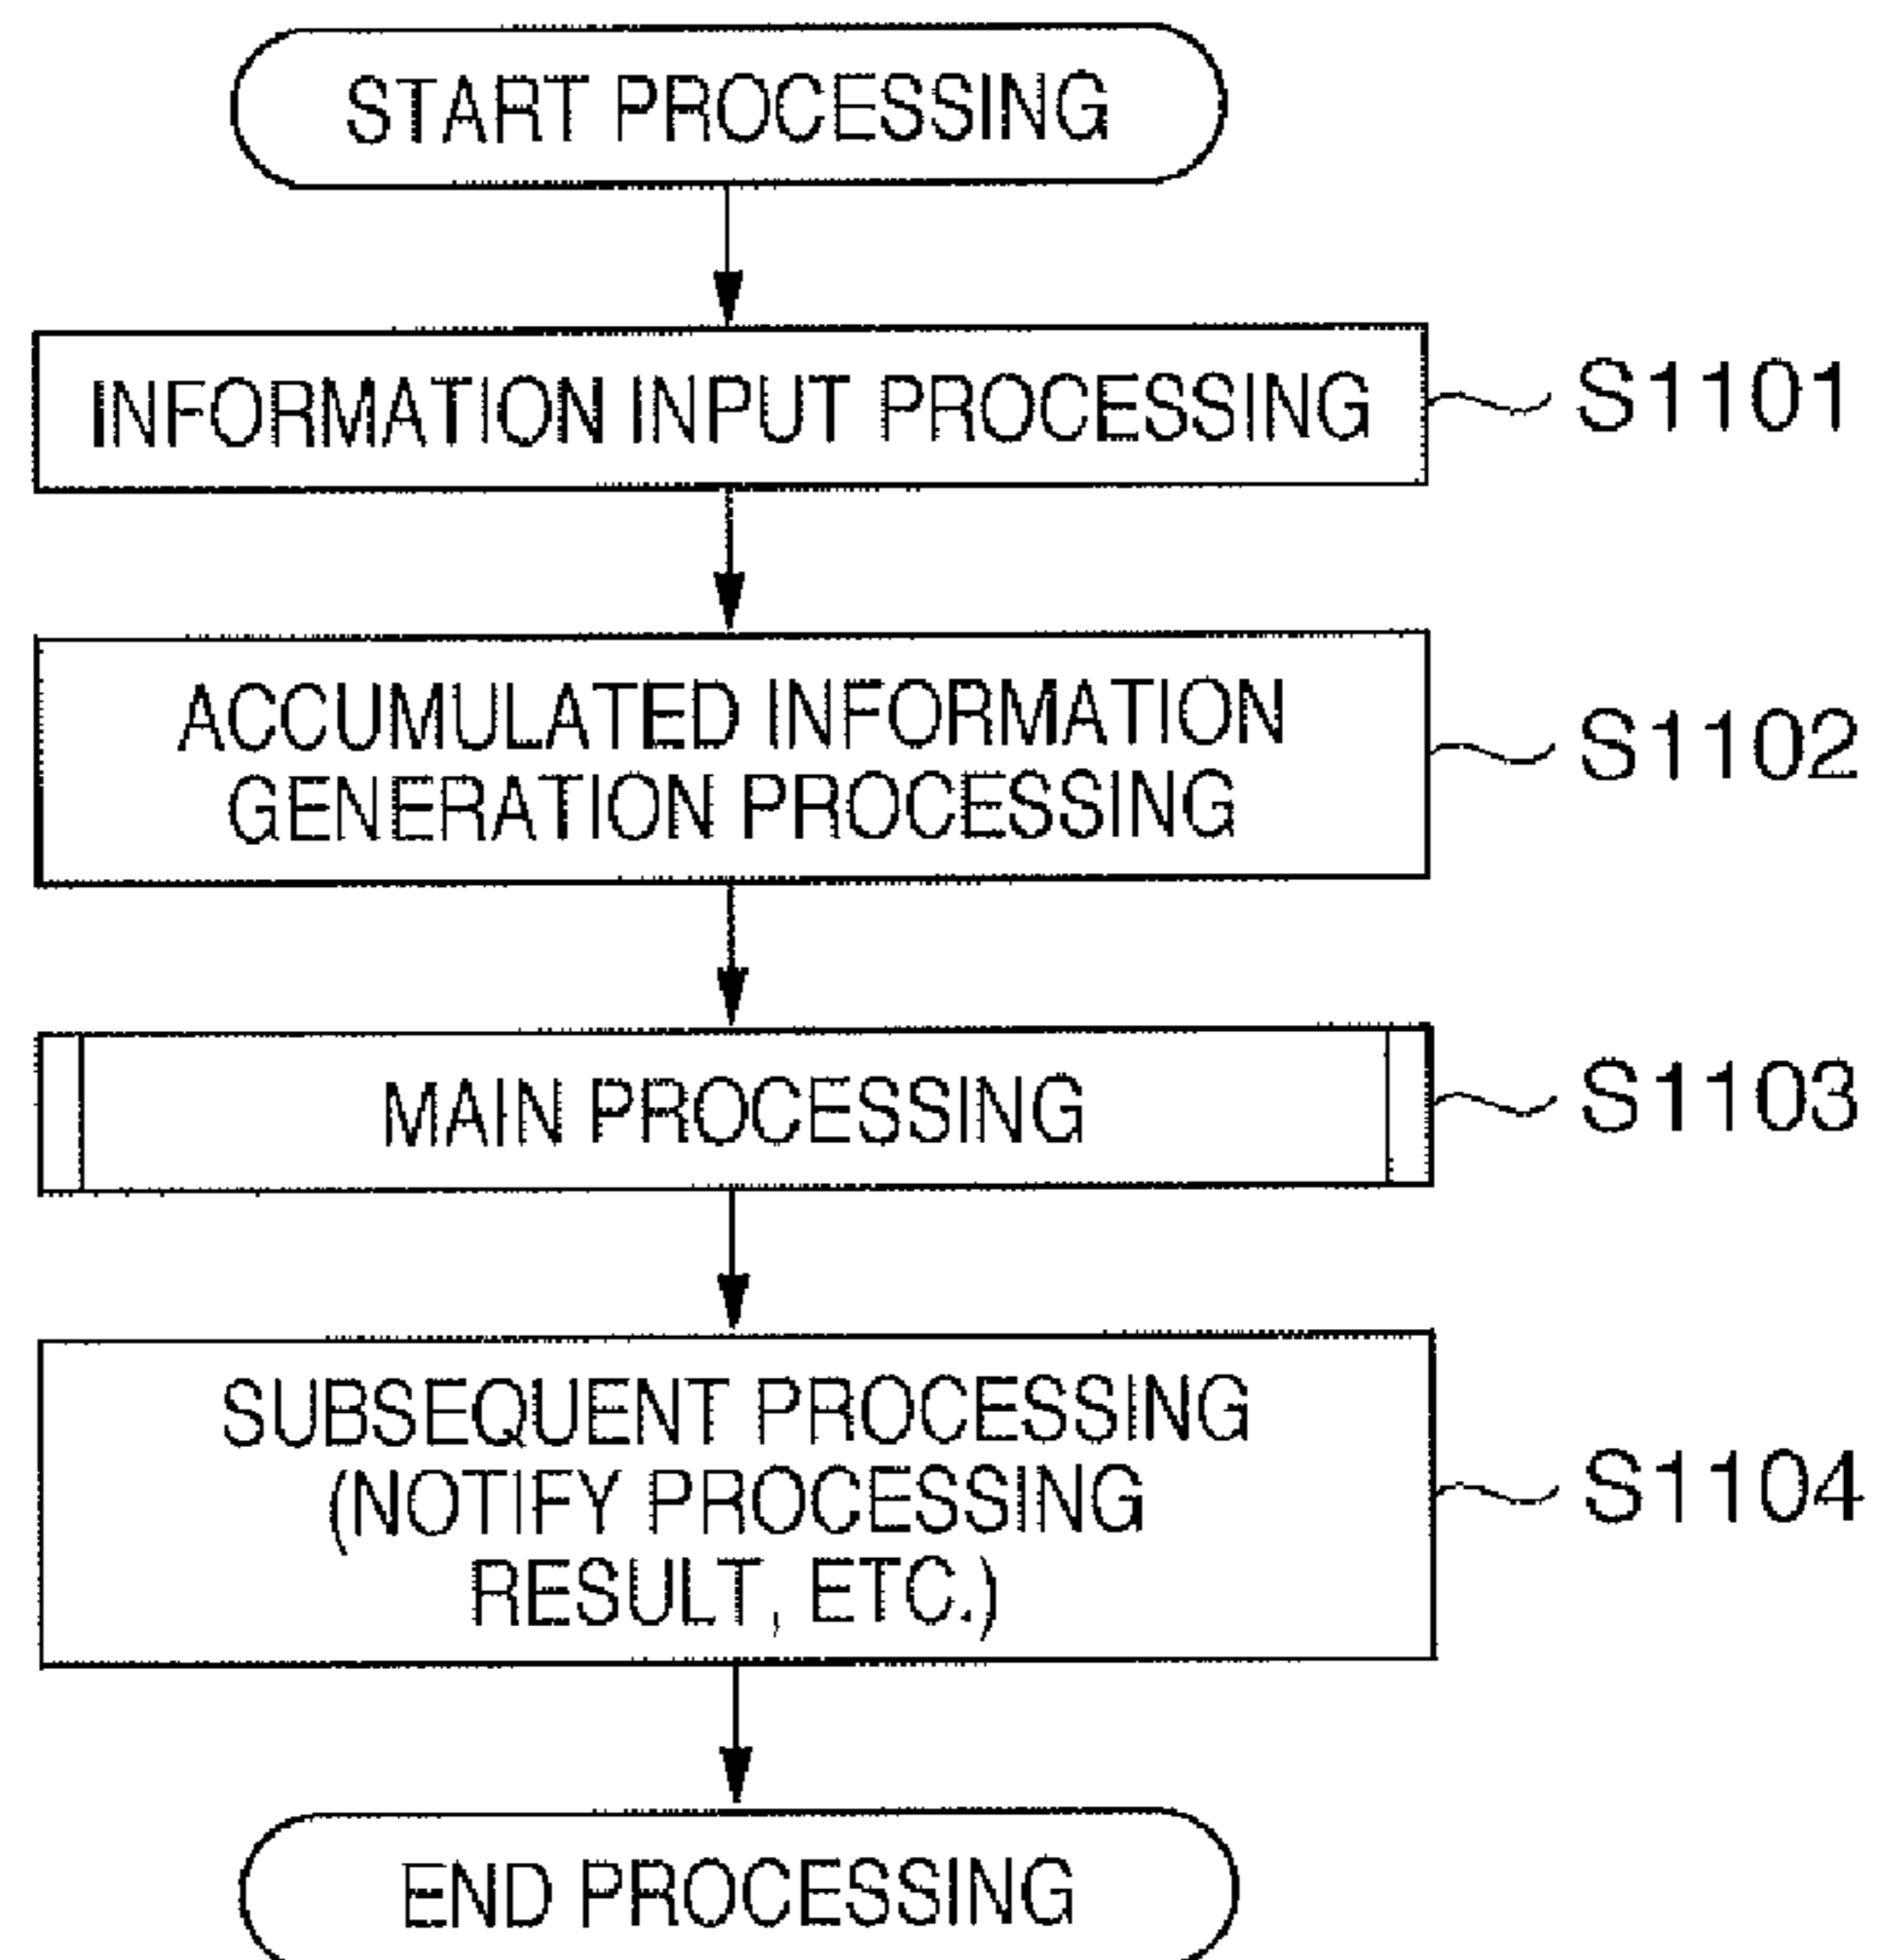 START PROCESSING
INFORMATION INPUT PROCESSING
S1101
ACCUMULATED INFORMATION
GENERATION PROCESSING
S1102
MAIN PROCESSING
S1103
SUBSEQUENT PROCESSING
(NOTIFY PROCESSING
RESULT, ETC.)
S1104
END PROCESSING